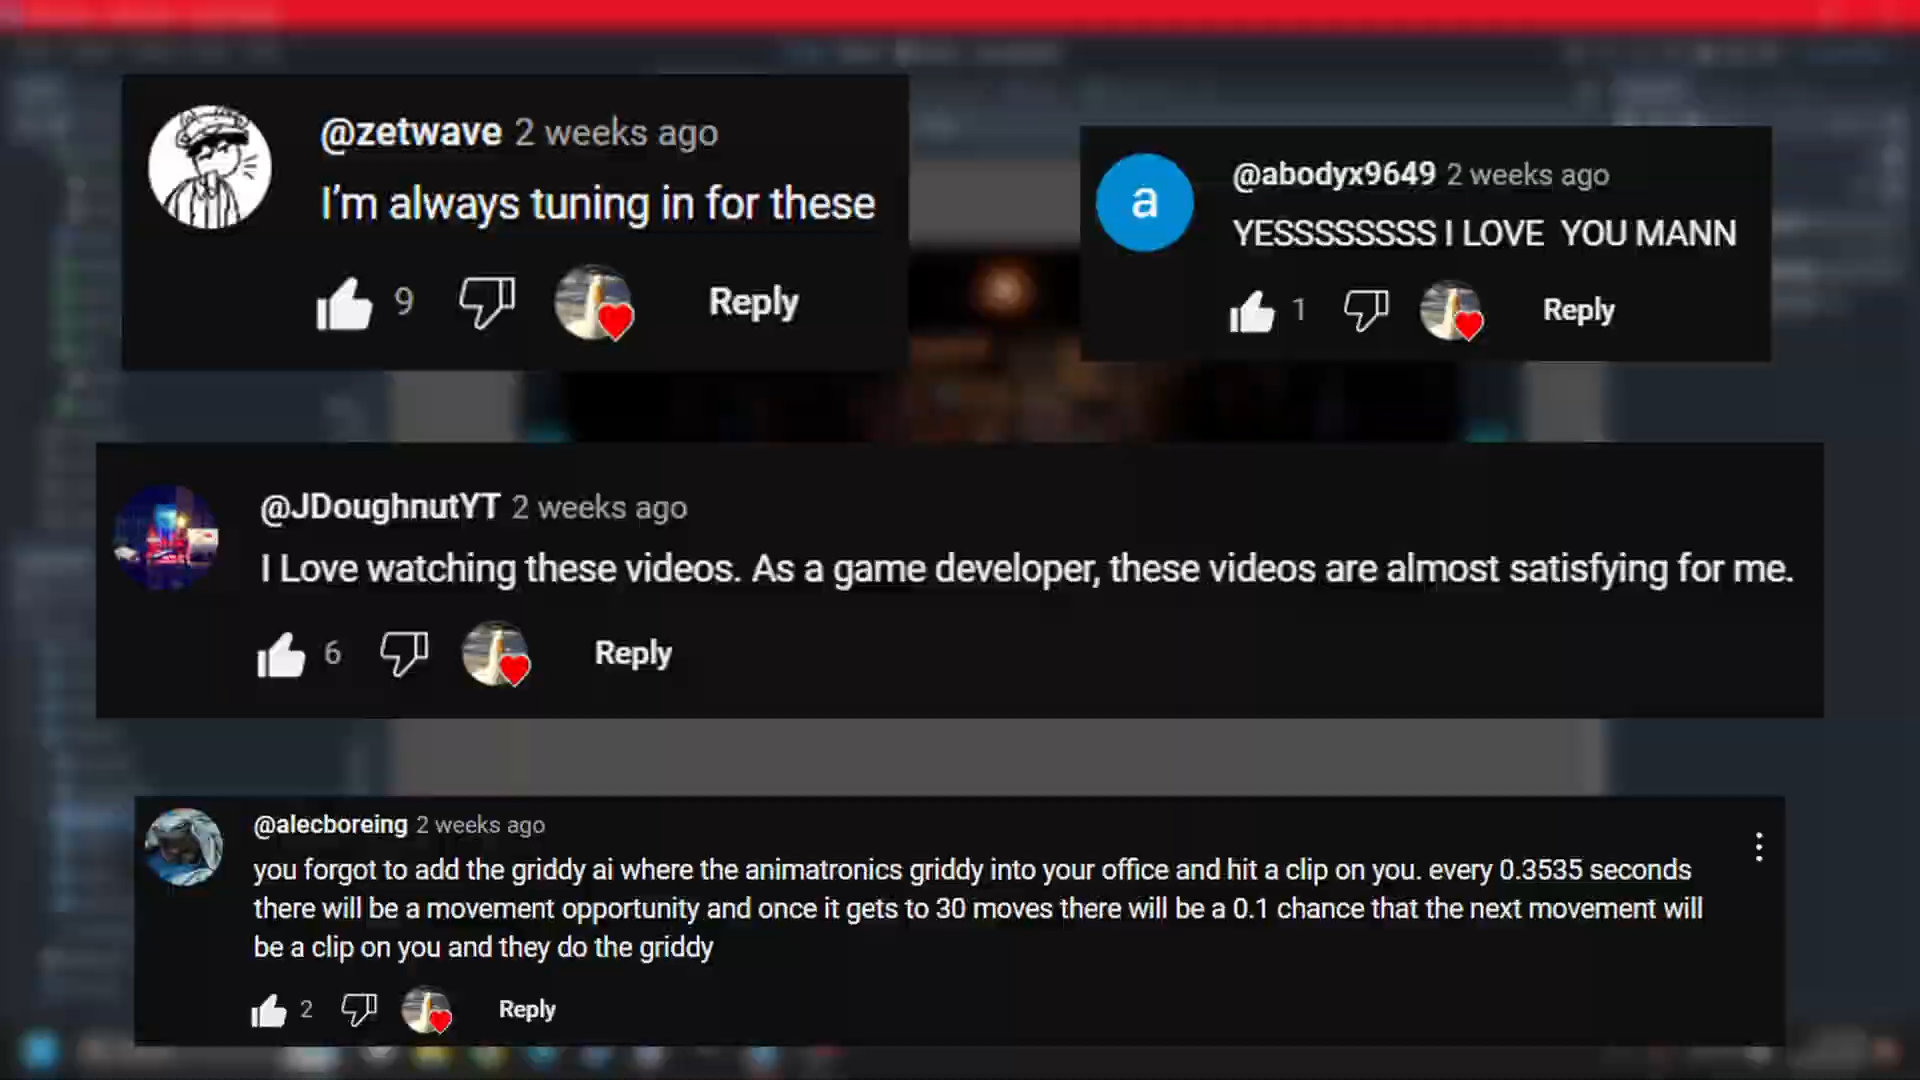 @zetwave 2 weeks ago
I'm always tuning in for these
9 Reply
a
@abodyx9649 2 weeks ago
YESSSSSSSS I LOVE YOU MANN
1 Reply
@JDoughnutYT 2 weeks ago
I Love watching these videos. As a game developer, these videos are almost satisfying for me.
6 Reply
@alecboreing 2 weeks ago
you forgot to add the griddy ai where the animatronics griddy into your office and hit a clip on you. every 0.3535 seconds
there will be a movement opportunity and once it gets to 30 moves there will be a 0.1 chance that the next movement will
be a clip on you and they do the griddy
2 Reply